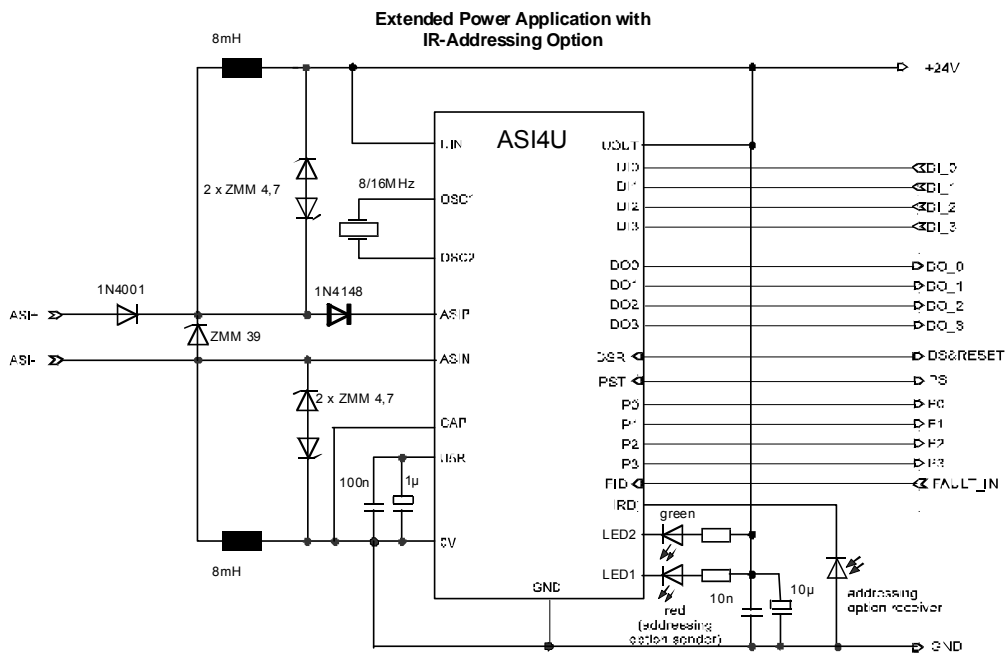 Extended Power Application with
IR-Addressing Option
8mH
+24V
ASI4U
UIN
UOUT
DI0
DI_0
DI1
DI_1
2 x ZMM 4,7
8/16MHz
OSC1
DI2
DI_2
DI3
DI_3
OSC2
DO0
DO_0
1N4001
1N4148
DO1
DO_1
DO2
DO_2
ASI+
ASIP
DO3
DO_3
ZMM 39
ASI-
ASIN
DSR
DS&RESET
PST
PS
2 x ZMM 4,7
P0
P0
CAP
P1
P1
P2
P2
U5R
P3
P3
100n
1µ
FID
FAULT_IN
IRD
green
LED2
0V
8mH
LED1
GND
red
(addressing
option sender)
10n
10µ
addressing
option receiver
GND